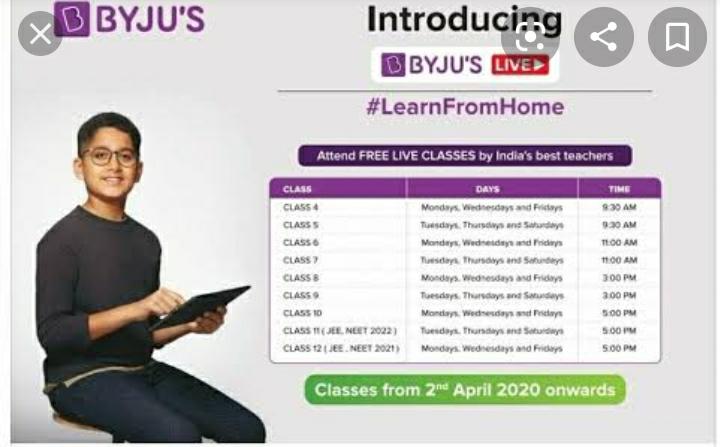 BYJU'S
Introducing
BYJU'S LIVE
#LearnFromHome
Attend FREE LIVE CLASSES by India's best teachers
CLASS DAYS TIME
CLASS 4 Mondays, Wednesdays and Fridays 9:30 AM
CLASS 5 Tuesdays, Thursdays and Saturdays 9:30 AM
CLASS 6 Mondays, Wednesdays and Fridays 11:00 AM
CLASS 7 Tuesdays, Thursdays and Saturdays 11:00 AM
CLASS 8 Mondays, Wednesdays and Fridays 3:00 PM
CLASS 9 Tuesdays, Thursdays and Saturdays 3:00 PM
CLASS 10 Mondays, Wednesdays and Fridays 5:00 PM
CLASS 11 ( JEE, NEET 2022 ) Tuesdays, Thursdays and Saturdays 5:00 PM
CLASS 12 ( JEE , NEET 2021 ) Mondays, Wednesdays and Fridays 5:00 PM
Classes from 2nd April 2020 onwards